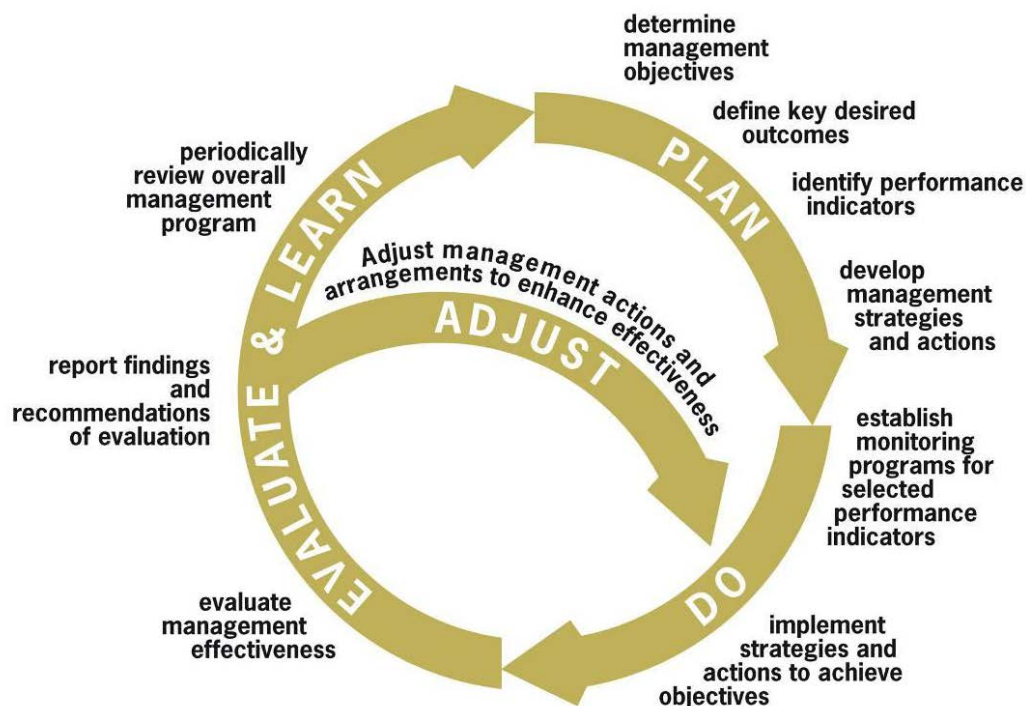 determine
management
objectives
define key desired
outcomes
PLAN
identify performance
indicators
develop
management
strategies
and actions
establish
monitoring
programs for
selected
performance
indicators
DO
implement
strategies and
actions to achieve
objectives
evaluate
management
effectiveness
EVALUATE & LEARN
report findings
and
recommendations
of evaluation
periodically
review overall
management
program
Adjust management actions and
arrangements to enhance effectiveness
ADJUST